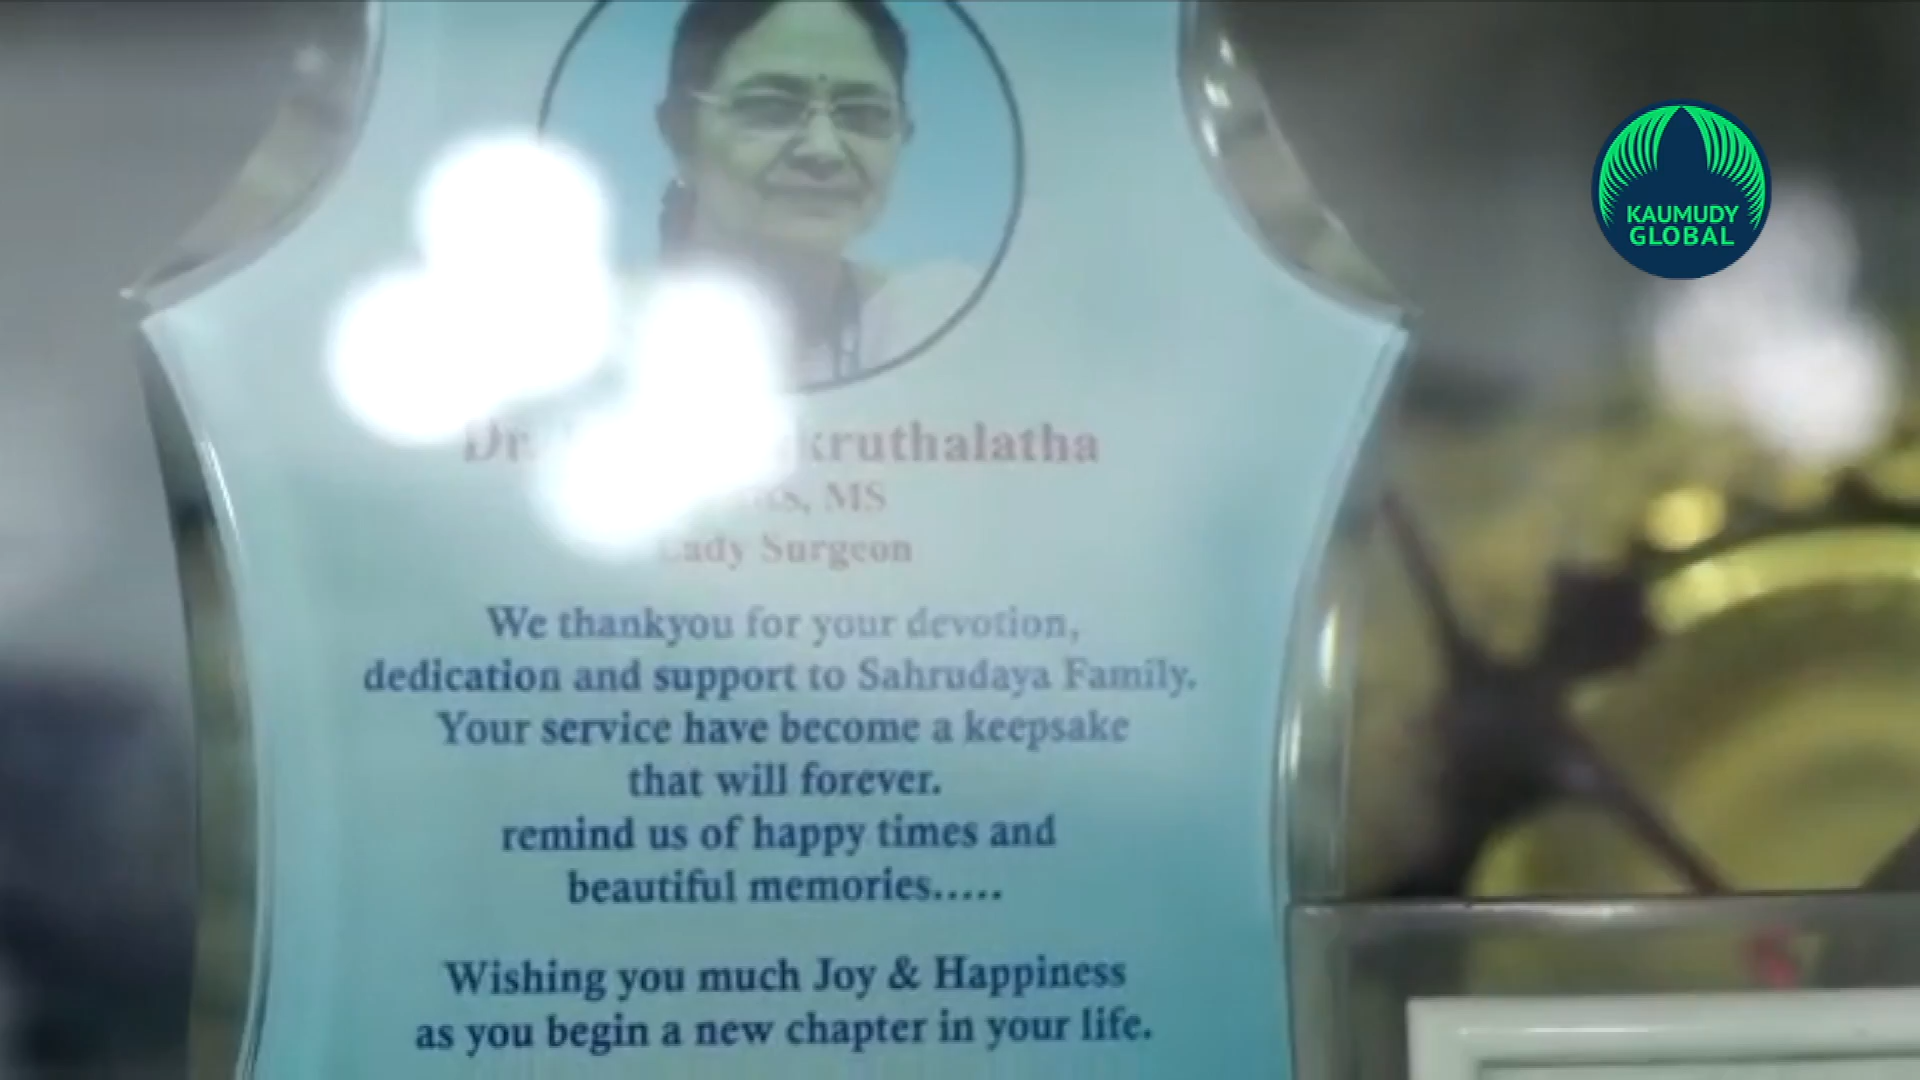 KAUMUDY
GLOBAL
Dr. kruthalatha
MS
Lady Surgeon
We thankyou for your devotion,
dedication and support to Sahrudaya Family.
Your service have become a keepsake
that will forever.
remind us of happy times and
beautiful memories.....
Wishing you much Joy & Happiness
as you begin a new chapter in your life.